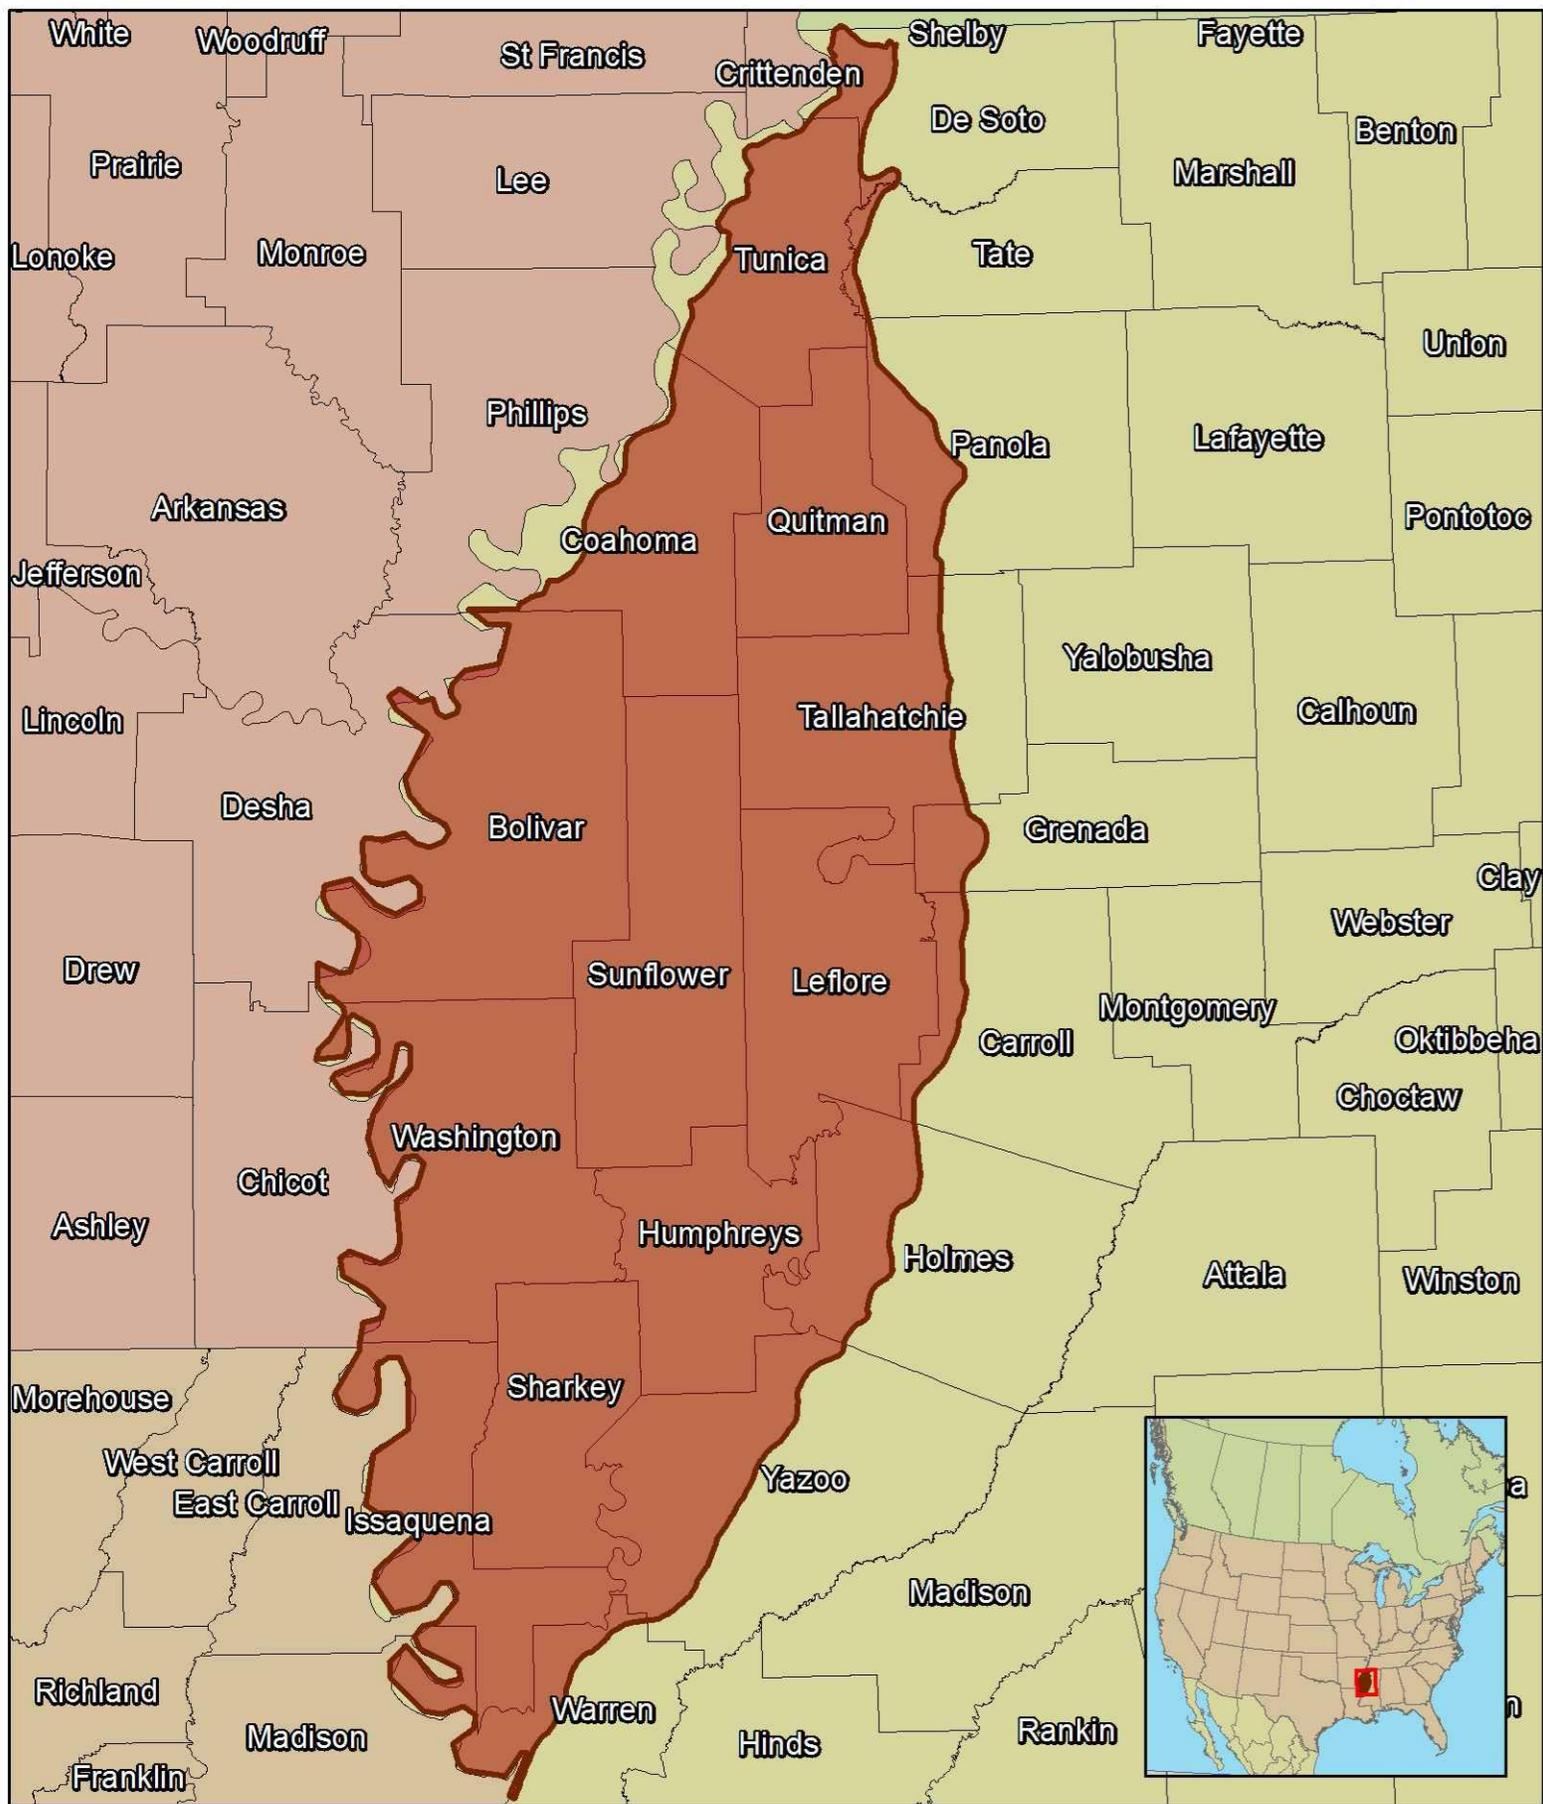 White
Woodruff
St Francis
Shelby
Fayette
Crittenden
De Soto
Benton
Prairie
Lee
Marshall
Lonoke
Monroe
Tunica
Tate
Union
Phillips
Panola
Lafayette
Arkansas
Coahoma
Quitman
Pontotoc
Jefferson
Yalobusha
Lincoln
Tallahatchie
Calhoun
Desha
Bolivar
Grenada
Clay
Webster
Drew
Sunflower
Leflore
Montgomery
Carroll
Oktibbeha
Choctaw
Washington
Chicot
Ashley
Humphreys
Holmes
Attala
Winston
Sharkey
Morehouse
West Carroll
Yazoo
East Carroll
Issaquena
Madison
Richland
Warren
Madison
Hinds
Rankin
Franklin